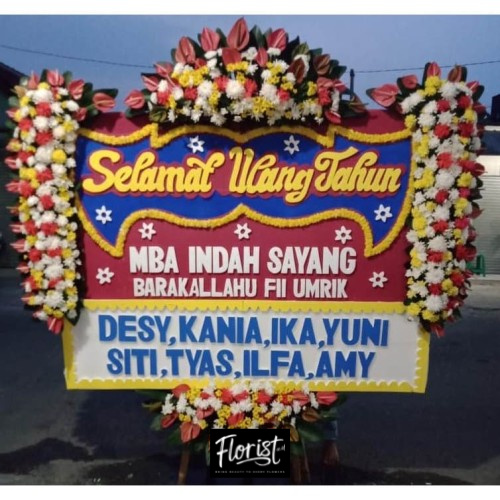 Selamat Ulang Tahun
MBA INDAH SAYANG
BARAKALLAHU FII UMRIK
DESY,KANIA,IKA,YUNI
SITI,TYAS,ILFA,AMY
Florist